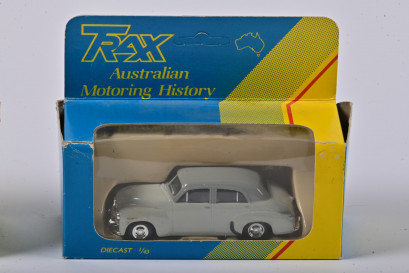 TRAX
Australian
Motoring History
DIECAST 1/43